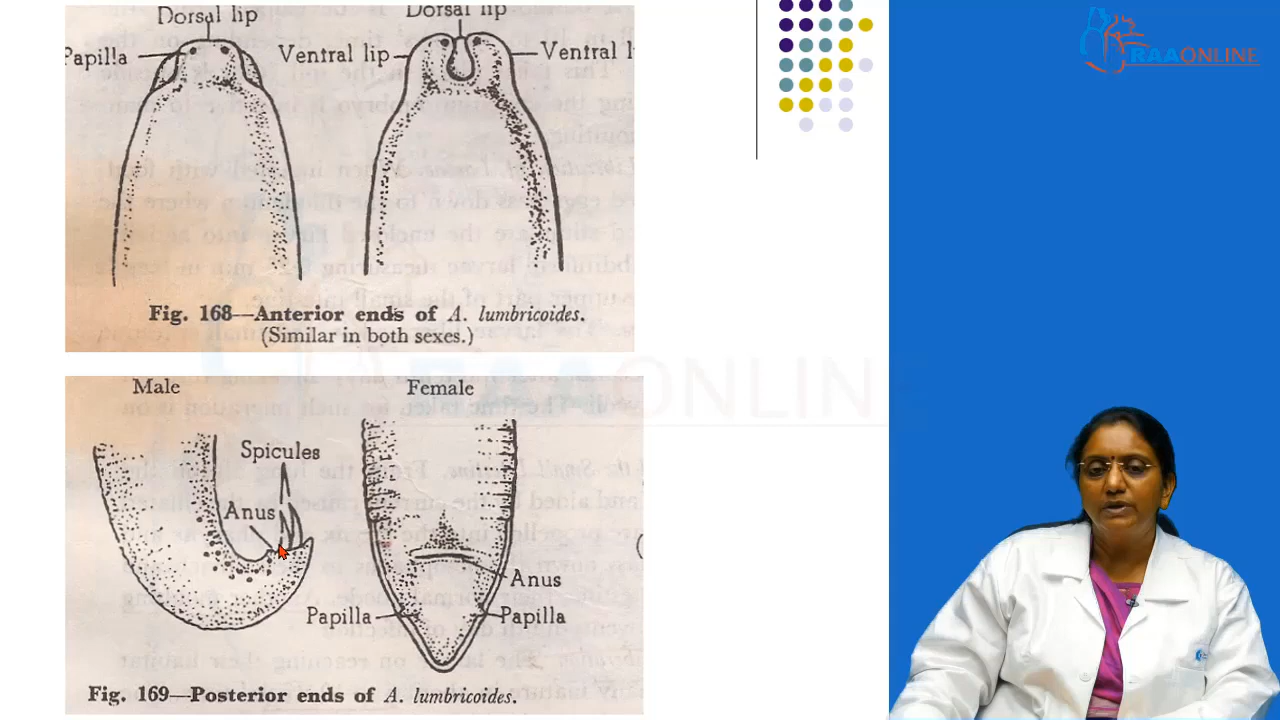 Dorsal lip
Dorsal lip
Papilla
Ventral lip
Ventral l
RAAONLINE
Fig. 168—Anterior ends of A. lumbricoides.
(Similar in both sexes.)
Male
Female
Spicules
Anus
Anus
Papilla
Papilla
Fig. 169—Posterior ends of A. lumbricoides.
ONLINE